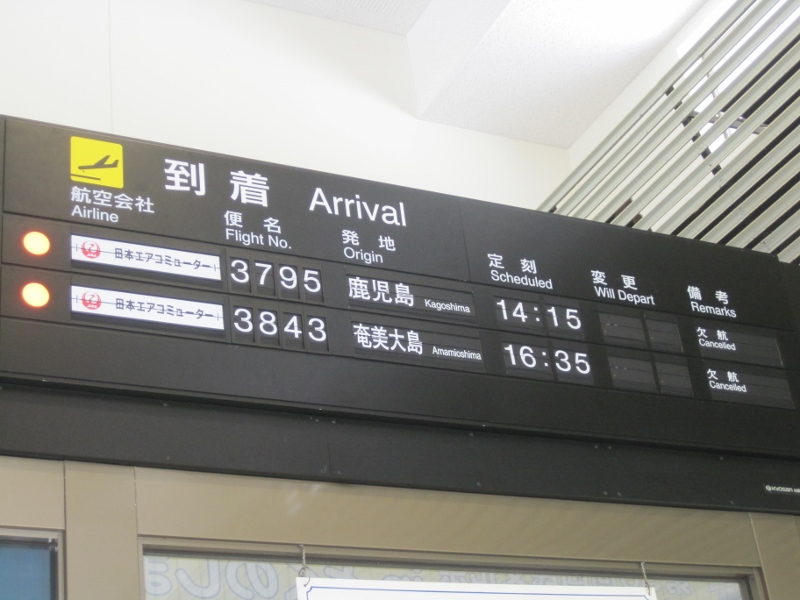 到着 Arrival
航空会社 便名 発地 定刻 変更 備考
Airline Flight No. Origin Scheduled Will Depart Remarks
日本エアコミューター 3795 鹿児島 Kagoshima 14:15 欠航 Cancelled
日本エアコミューター 3843 奄美大島 Amamioshima 16:35 欠航 Cancelled